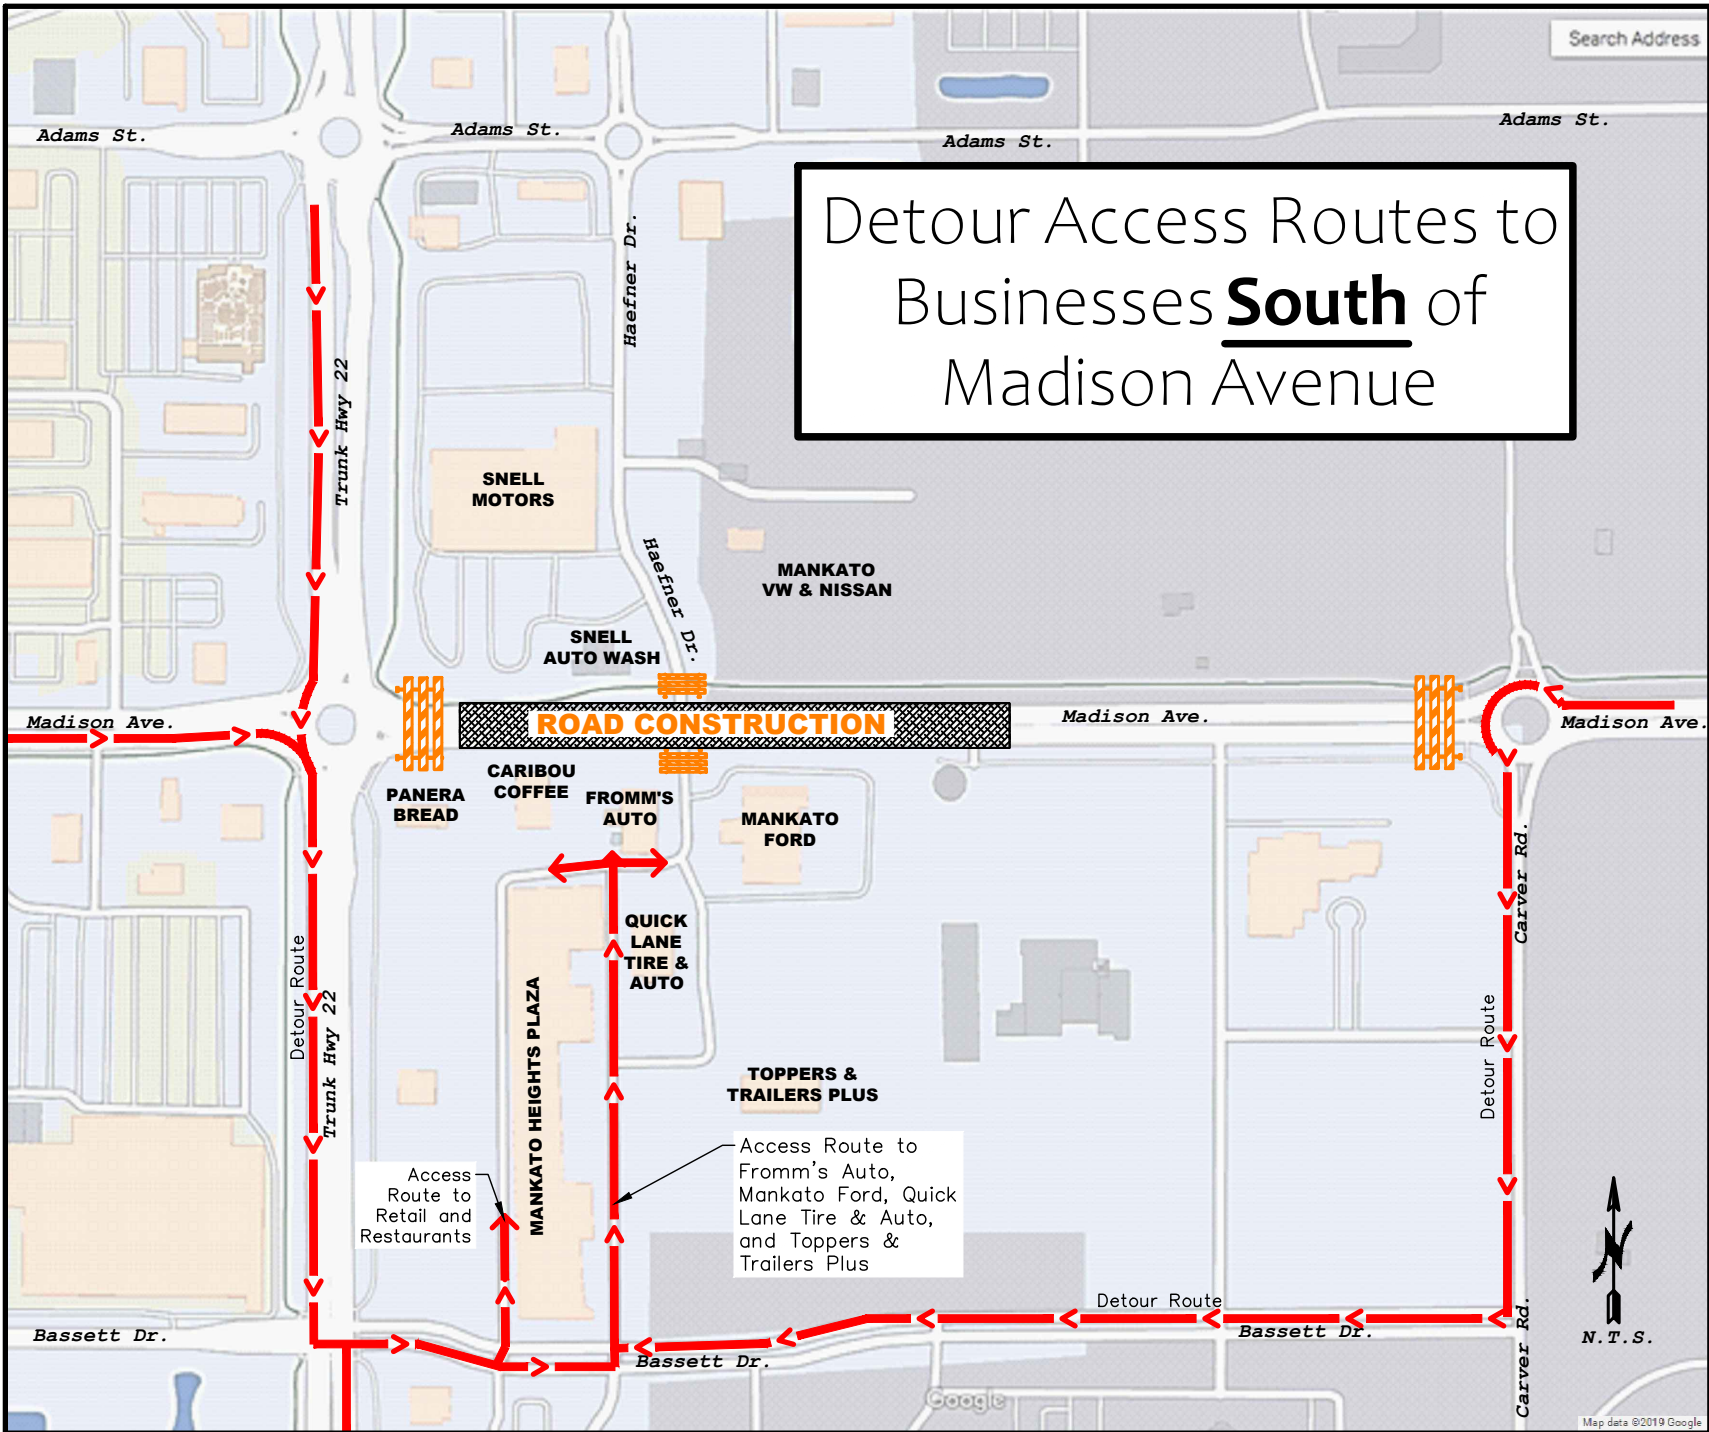 Search Address
Adams St.
Adams St.
Adams St.
Adams St.
Detour Access Routes to
Businesses South of
Madison Avenue
Haefner Dr.
Trunk Hwy 22
SNELL
MOTORS
Haefner Dr.
MANKATO
VW & NISSAN
SNELL
AUTO WASH
Madison Ave.
ROAD CONSTRUCTION
Madison Ave.
Madison Ave.
CARIBOU
COFFEE
PANERA
BREAD
FROMM'S
AUTO
MANKATO
FORD
Carver Rd.
QUICK
LANE
TIRE &
AUTO
Detour Route
Trunk Hwy 22
MANKATO HEIGHTS PLAZA
Detour Route
TOPPERS &
TRAILERS PLUS
Access
Route to
Retail and
Restaurants
Access Route to
Fromm's Auto,
Mankato Ford, Quick
Lane Tire & Auto,
and Toppers &
Trailers Plus
N
N.T.S.
Detour Route
Bassett Dr.
Bassett Dr.
Bassett Dr.
Carver Rd.
Google
Map data ©2019 Google